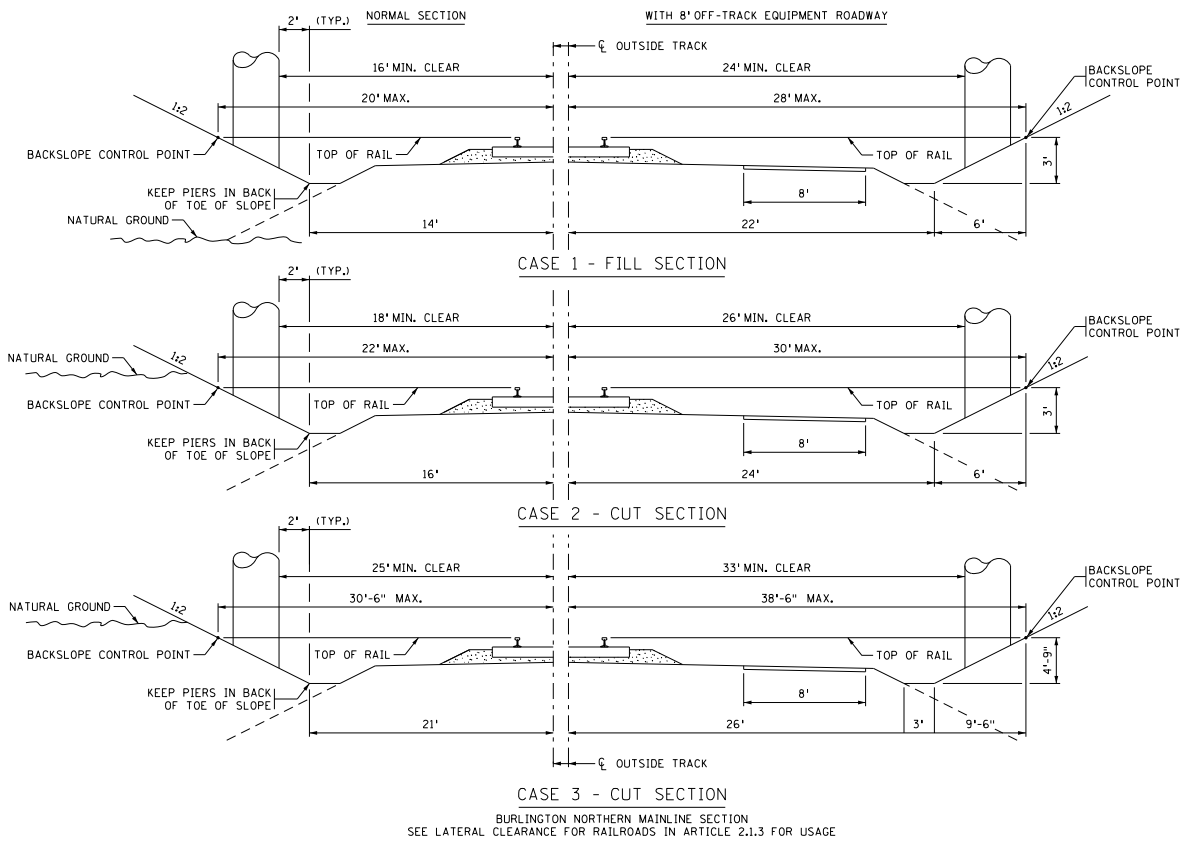 2' (TYP.) NORMAL SECTION WITH 8' OFF-TRACK EQUIPMENT ROADWAY
℄ OUTSIDE TRACK
16' MIN. CLEAR 24' MIN. CLEAR
BACKSLOPE
CONTROL POINT
1:2 20' MAX. 28' MAX. 1:2
BACKSLOPE CONTROL POINT TOP OF RAIL TOP OF RAIL 3'
KEEP PIERS IN BACK
OF TOE OF SLOPE
8'
NATURAL GROUND
14' 22' 6'
CASE 1 - FILL SECTION
2' (TYP.)
18' MIN. CLEAR 26' MIN. CLEAR
BACKSLOPE
CONTROL POINT
NATURAL GROUND 1:2 22' MAX. 30' MAX. 1:2
BACKSLOPE CONTROL POINT TOP OF RAIL TOP OF RAIL 3'
KEEP PIERS IN BACK
OF TOE OF SLOPE
8'
16' 24' 6'
CASE 2 - CUT SECTION
2' (TYP.)
25' MIN. CLEAR 33' MIN. CLEAR
BACKSLOPE
CONTROL POINT
NATURAL GROUND 1:2 30'-6" MAX. 38'-6" MAX. 1:2
BACKSLOPE CONTROL POINT TOP OF RAIL TOP OF RAIL 4'-9"
KEEP PIERS IN BACK
OF TOE OF SLOPE
8'
21' 26' 3' 9'-6"
℄ OUTSIDE TRACK
CASE 3 - CUT SECTION
BURLINGTON NORTHERN MAINLINE SECTION
SEE LATERAL CLEARANCE FOR RAILROADS IN ARTICLE 2.1.3 FOR USAGE